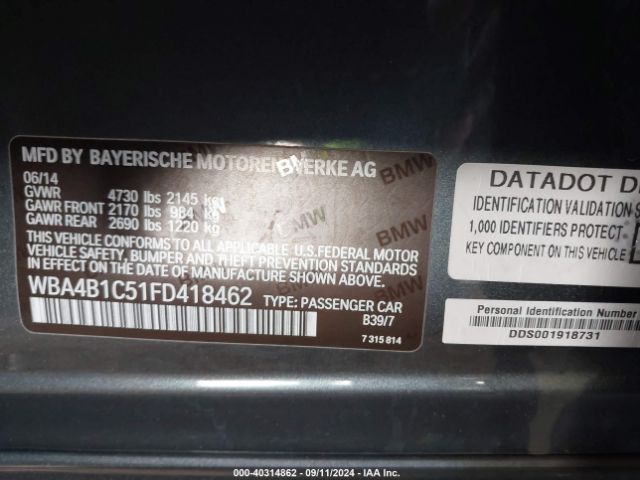 MFD BY BAYERISCHE MOTOREN WERKE AG
06/14
GVWR 4730 lbs 2145 kg
GAWR FRONT 2170 lbs 984 kg
GAWR REAR 2690 lbs 1220 kg
THIS VEHICLE CONFORMS TO ALL APPLICABLE U.S.FEDERAL MOTOR
VEHICLE SAFETY, BUMPER, AND THEFT PREVENTION STANDARDS
IN EFFECT ON THE DATE OF MANUFACTURE SHOWN ABOVE.
WBA4B1C51FD418462 TYPE: PASSENGER CAR
B39/7
7 315 814
BMW
BMW
BMW
BMW
DATADOT D
IDENTIFICATION VALIDATION-S
1,000 IDENTIFIERS PROTECT
KEY COMPONENT ON THIS VEHICLE
Personal Identification Number
DDS001918731
© - 40314862 - 09/11/2024 - IAA Inc.